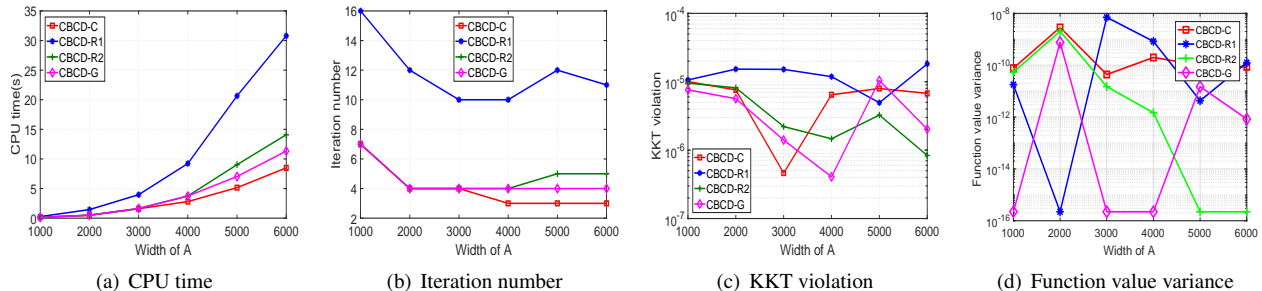 35
30
25
20
15
10
5
0
CPU time(s)
CBCD-C
CBCD-R1
CBCD-R2
CBCD-G
1000 2000 3000 4000 5000 6000
Width of A
(a) CPU time
16
14
12
10
8
6
4
2
Iteration number
CBCD-C
CBCD-R1
CBCD-R2
CBCD-G
1000 2000 3000 4000 5000 6000
Width of A
(b) Iteration number
10-4
10-5
10-6
10-7
KKT violation
CBCD-C
CBCD-R1
CBCD-R2
CBCD-G
1000 2000 3000 4000 5000 6000
Width of A
(c) KKT violation
10-8
10-10
10-12
10-14
10-16
Function value variance
CBCD-C
CBCD-R1
CBCD-R2
CBCD-G
1000 2000 3000 4000 5000 6000
Width of A
(d) Function value variance